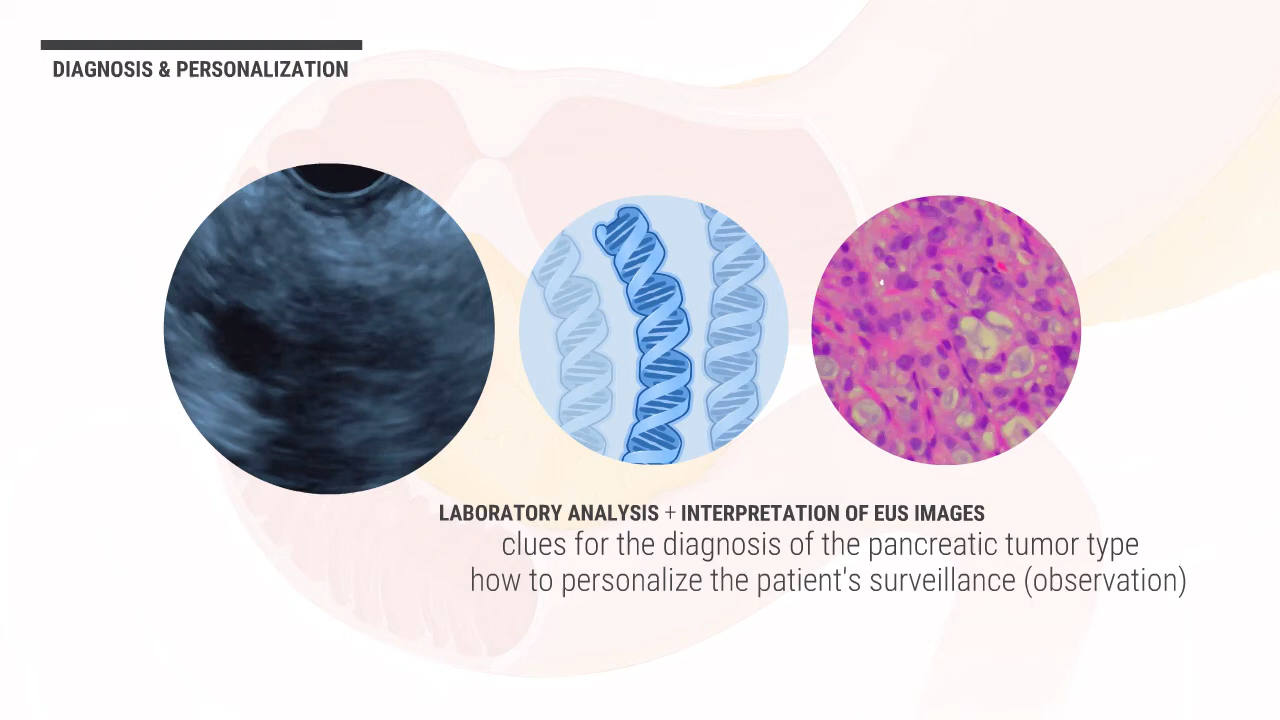 DIAGNOSIS & PERSONALIZATION
LABORATORY ANALYSIS + INTERPRETATION OF EUS IMAGES
clues for the diagnosis of the pancreatic tumor type
how to personalize the patient's surveillance (observation)